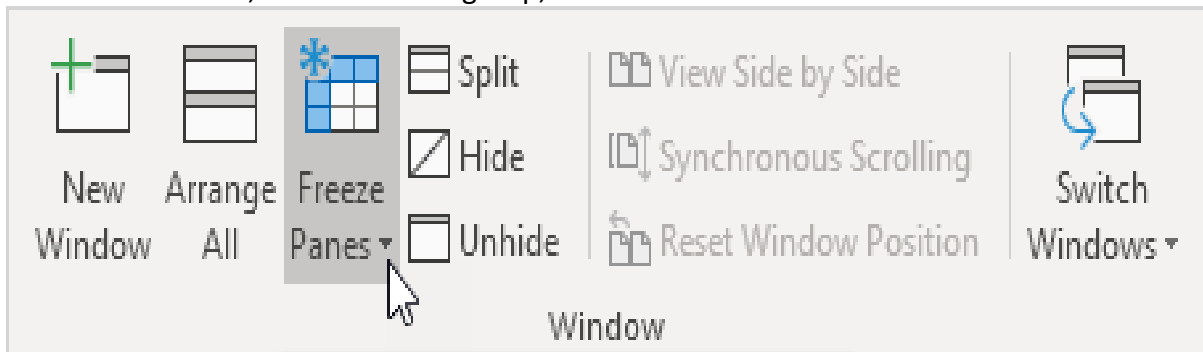 Split
View Side by Side
Hide
Synchronous Scrolling
New Window
Arrange All
Freeze Panes
Unhide
Reset Window Position
Switch Windows
Window